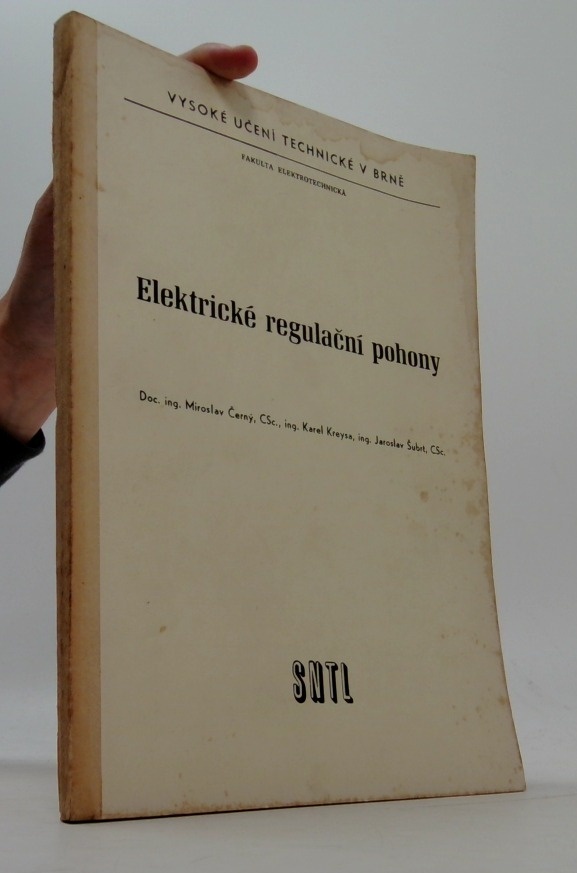 VYSOKÉ UČENÍ TECHNICKÉ V BRNĚ
FAKULTA ELEKTROTECHNICKÁ
Elektrické regulační pohony
Doc. ing. Miroslav Černý, CSc., ing. Karel Kreysa, ing. Jaroslav Šubrt, CSc.
SNTL